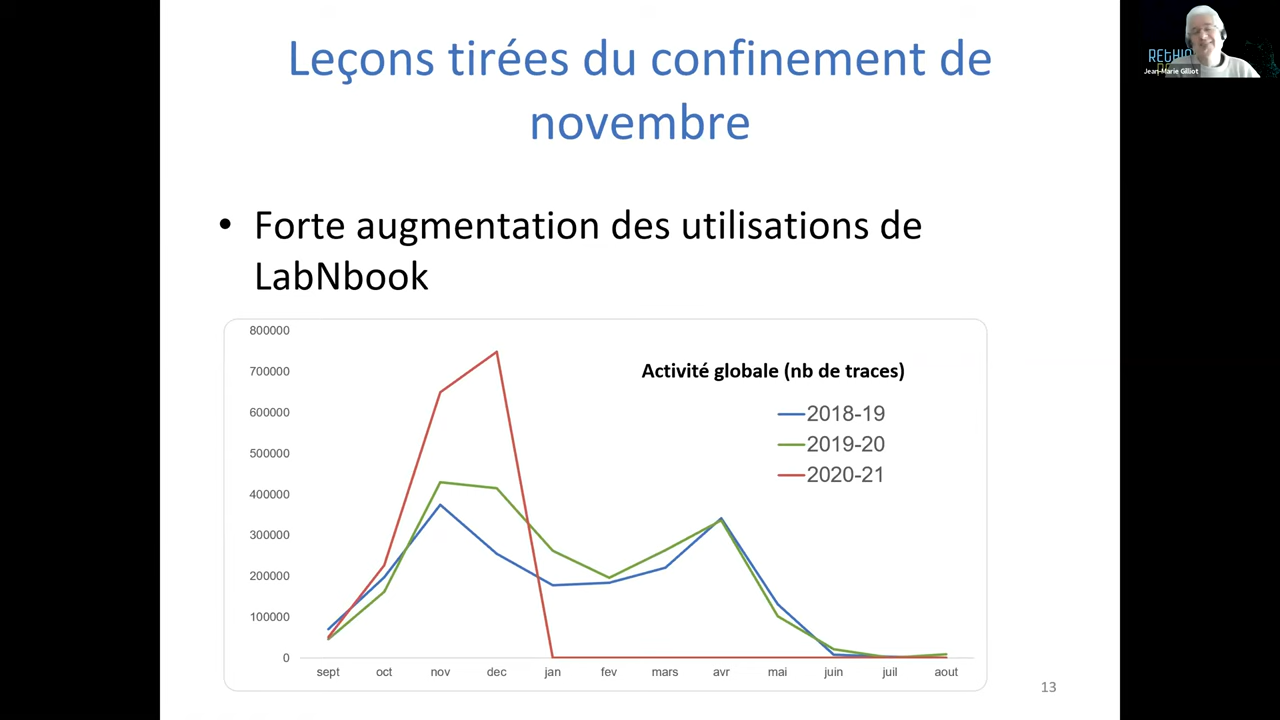 Leçons tirées du confinement de
novembre
• Forte augmentation des utilisations de
LabNbook
Activité globale (nb de traces)
2018-19
2019-20
2020-21
800000
700000
600000
500000
400000
300000
200000
100000
0
sept oct nov dec jan fev mars avr mai juin juil aout
13
Jean-Marie Gilliot